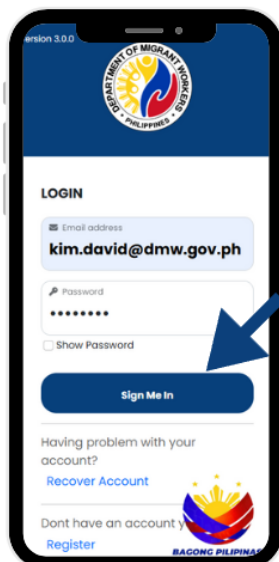 ersion 3.0.0
DEPARTMENT OF MIGRANT WORKERS
PHILIPPINES
LOGIN
Email address
kim.david@dmw.gov.ph
Password
••••••••
Show Password
Sign Me In
Having problem with your
account?
Recover Account
Dont have an account y
Register
BAGONG PILIPINAS